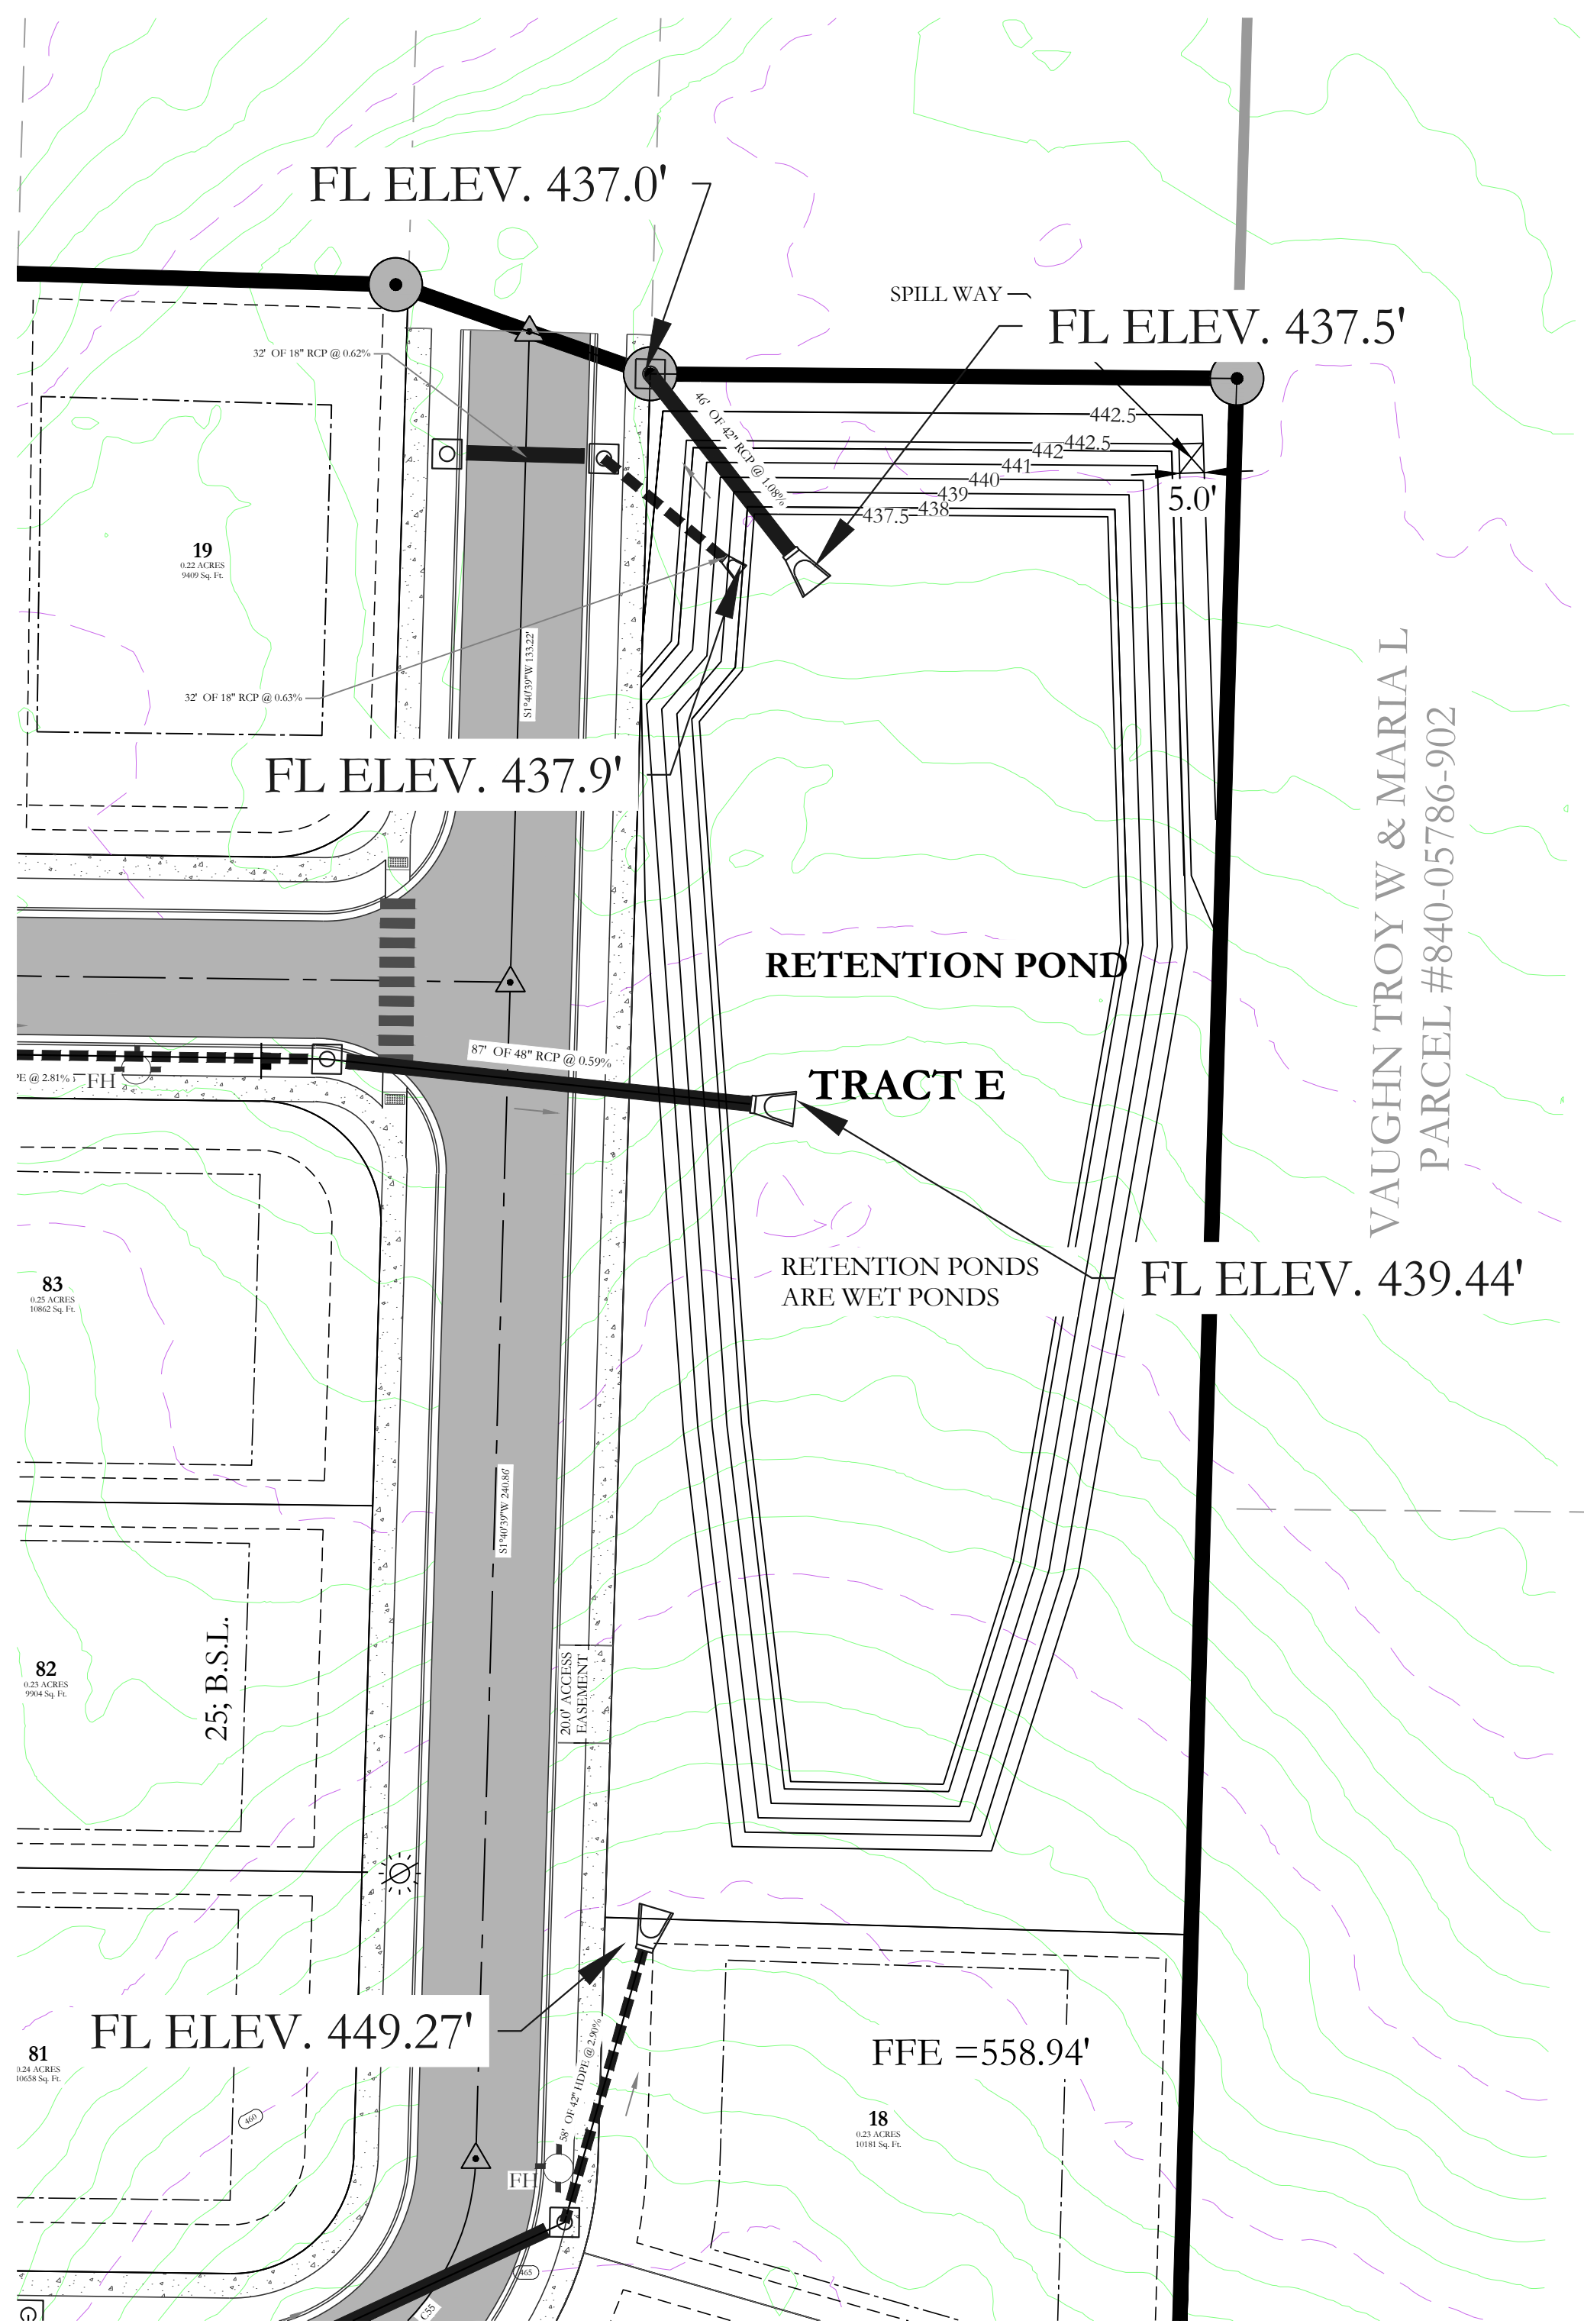 FL ELEV. 437.0'
SPILL WAY
FL ELEV. 437.5'
32' OF 18" RCP @ 0.62%
46' OF 42" RCP @ 1.08%
442.5
442.5
442
441
440
439
438
437.5
5.0'
19
0.22 ACRES
9409 Sq. Ft.
S1°40'39"W 133.22'
32' OF 18" RCP @ 0.63%
FL ELEV. 437.9'
VAUGHN TROY W & MARIA L
PARCEL #840-05786-902
RETENTION POND
87' OF 48" RCP @ 0.59%
PE @ 2.81%
FH
TRACT E
RETENTION PONDS
ARE WET PONDS
FL ELEV. 439.44'
83
0.25 ACRES
10862 Sq. Ft.
S1°40'39"W 240.86'
82
0.23 ACRES
9904 Sq. Ft.
25; B.S.L.
20.0' ACCESS
EASEMENT
FL ELEV. 449.27'
58' OF 42" HDPE @ 2.90%
FFE =558.94'
81
0.24 ACRES
10658 Sq. Ft.
460
18
0.23 ACRES
10181 Sq. Ft.
FH
465
C55